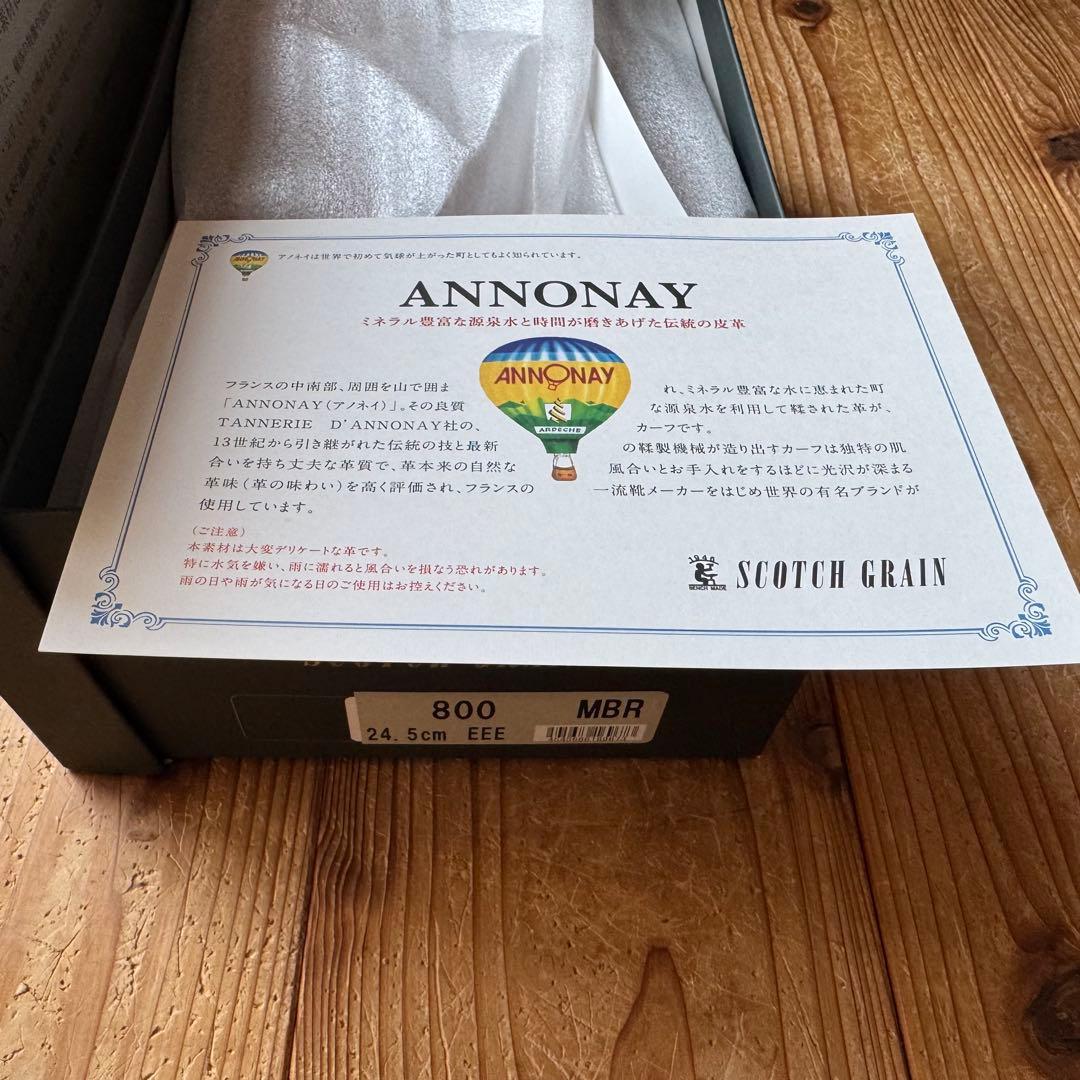 アノネイは世界で初めて気球が上がった町としてもよく知られています。
ANNONAY
ANNONAY
ミネラル豊富な源泉水と時間が磨きあげた伝統の皮革
ANNONAY
ARDECHE
フランスの中南部、周囲を山で囲ま れ、ミネラル豊富な水に恵まれた町
「ANNONAY(アノネイ)」。その良質 な源泉水を利用して鞣された革が、
TANNERIE D'ANNONAY社の、 カーフです。
13世紀から引き継がれた伝統の技と最新 の鞣製機械が造り出すカーフは独特の肌
合いを持ち丈夫な革質で、革本来の自然な 風合いとお手入れをするほどに光沢が深まる
革味(革の味わい)を高く評価され、フランスの 一流靴メーカーをはじめ世界の有名ブランドが
使用しています。
(ご注意)
本素材は大変デリケートな革です。
特に水気を嫌い、雨に濡れると風合いを損なう恐れがあります。
雨の日や雨が気になる日のご使用はお控えください。
BENCH MADE
SCOTCH GRAIN
800 MBR
24.5cm EEE